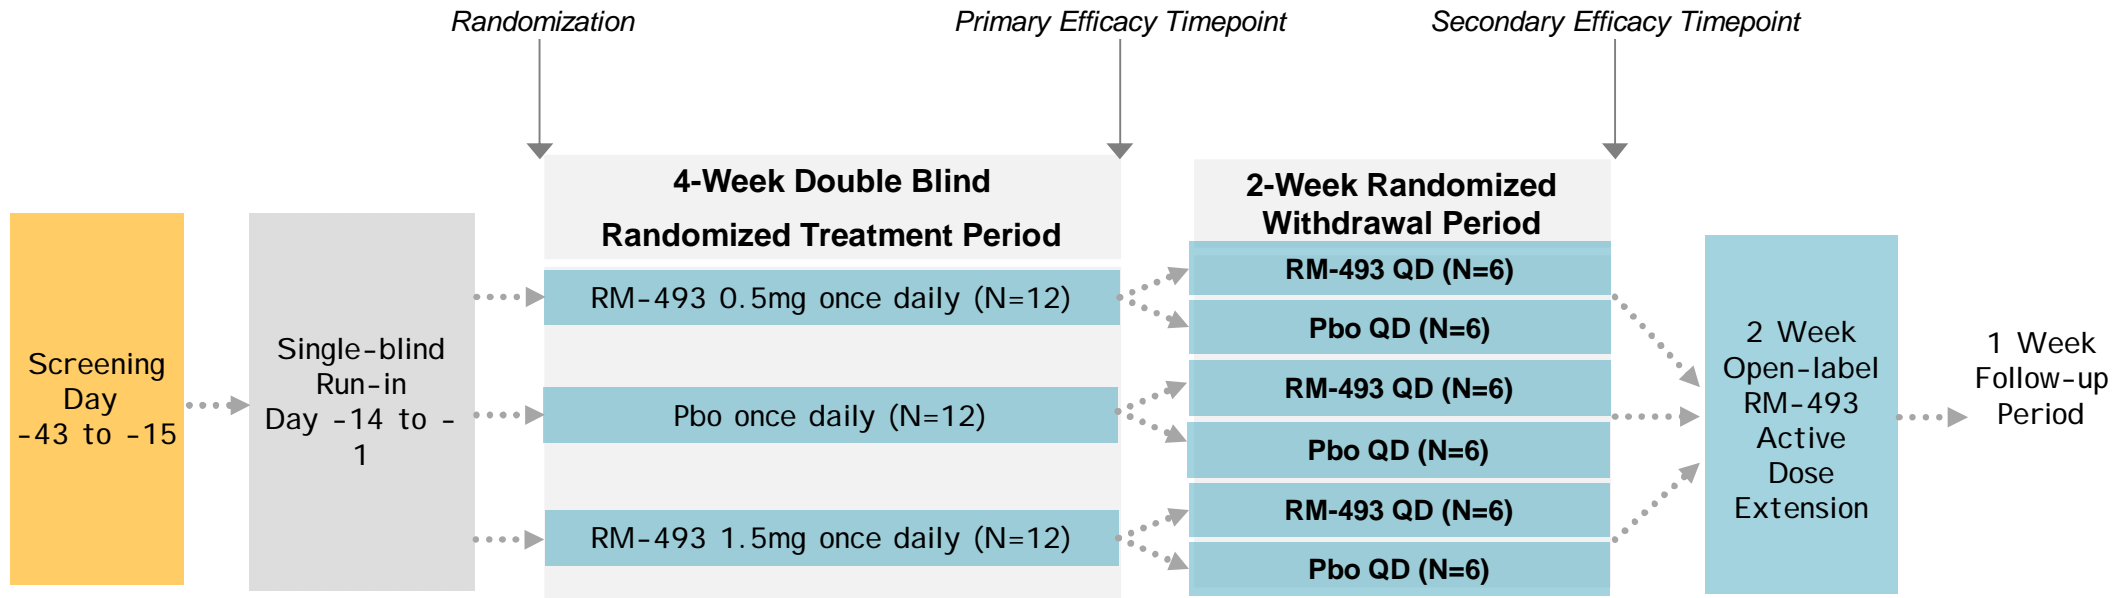 Randomization
Primary Efficacy Timepoint
Secondary Efficacy Timepoint
Screening
Day
-43 to -15
Single-blind
Run-in
Day -14 to -
1
4-Week Double Blind
Randomized Treatment Period
RM-493 0.5mg once daily (N=12)
Pbo once daily (N=12)
RM-493 1.5mg once daily (N=12)
2-Week Randomized
Withdrawal Period
RM-493 QD (N=6)
Pbo QD (N=6)
RM-493 QD (N=6)
Pbo QD (N=6)
RM-493 QD (N=6)
Pbo QD (N=6)
2 Week
Open-label
RM-493
Active
Dose
Extension
1 Week
Follow-up
Period